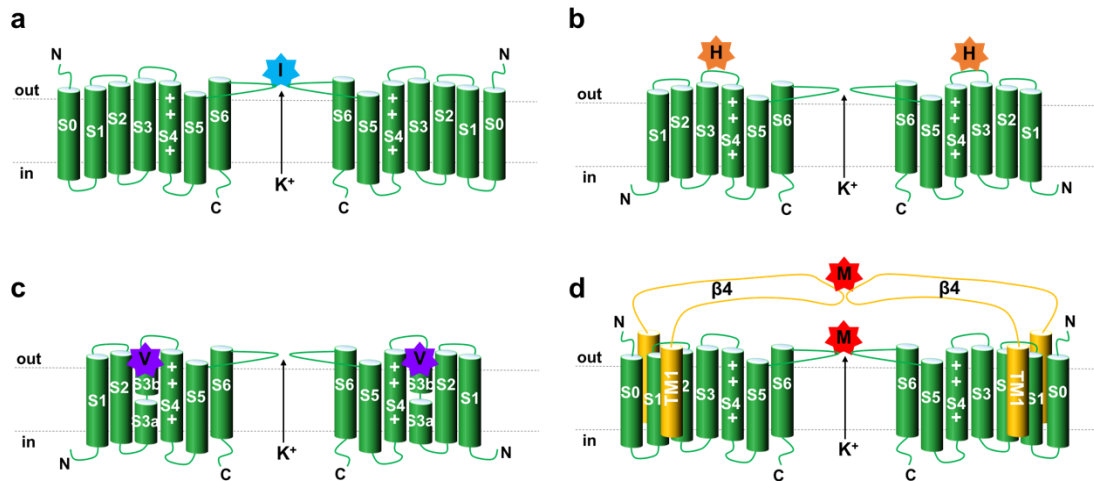 a
N
I
N
out
S0 S1 S2 S3 +++S4+ S5 S6
S6 S5 +++S4+ S3 S2 S1 S0
in
K+
C
C
b
H
H
out
S1 S2 S3 +++S4+ S5 S6
S6 S5 +++S4+ S3 S2 S1
in
N
K+
N
C
C
c
V
V
out
S1 S2 S3b S3a +++S4+ S5 S6
S6 S5 +++S4+ S3b S3a S2 S1
in
N
K+
N
C
C
d
M
β4
β4
N
N
M
out
S0 S1 TM1 2 S3 +++S4+ S5 S6
S6 S5 +++S4+ S3 S TM1 S1 S0
in
K+
C
C